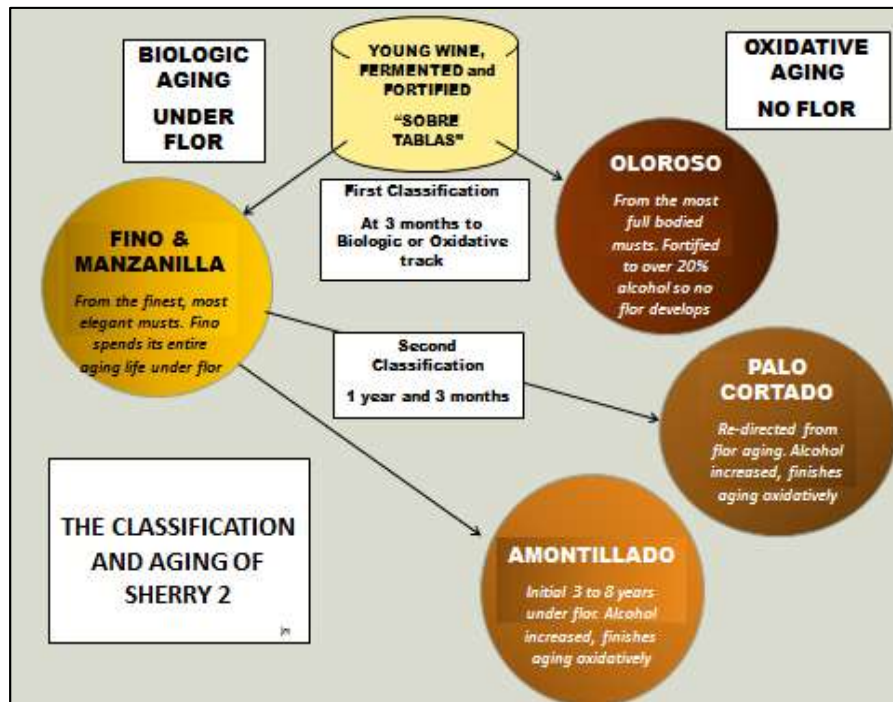 BIOLOGIC
AGING
UNDER
FLOR
YOUNG WINE,
FERMENTED and
FORTIFIED
“SOBRE
TABLAS”
OXIDATIVE
AGING
NO FLOR
First Classification
At 3 months to
Biologic or Oxidative
track
OLOROSO
From the most
full bodied
musts. Fortified
to over 20%
alcohol so no
flor develops
FINO &
MANZANILLA
From the finest, most
elegant musts. Fino
spends its entire
aging life under flor
Second
Classification
1 year and 3 months
PALO
CORTADO
Re-directed from
flor aging. Alcohol
increased, finishes
aging oxidatively
THE CLASSIFICATION
AND AGING OF
SHERRY 2
AMONTILLADO
Initial 3 to 8 years
under flor. Alcohol
increased, finishes
aging oxidatively